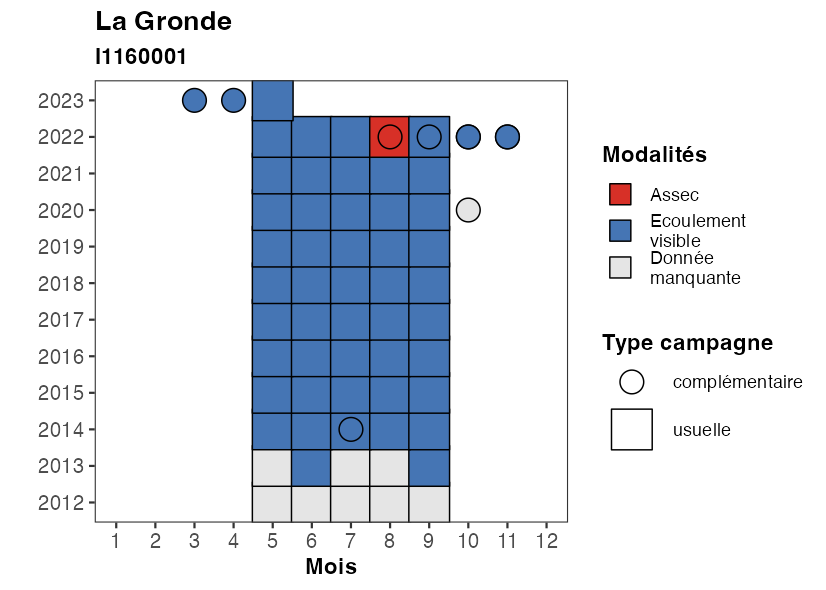 La Gronde
I1160001
2023
2022
2021
2020
2019
2018
2017
2016
2015
2014
2013
2012
1 2 3 4 5 6 7 8 9 10 11 12
Mois
Modalités
Assec
Ecoulement
visible
Donnée
manquante
Type campagne
complémentaire
usuelle